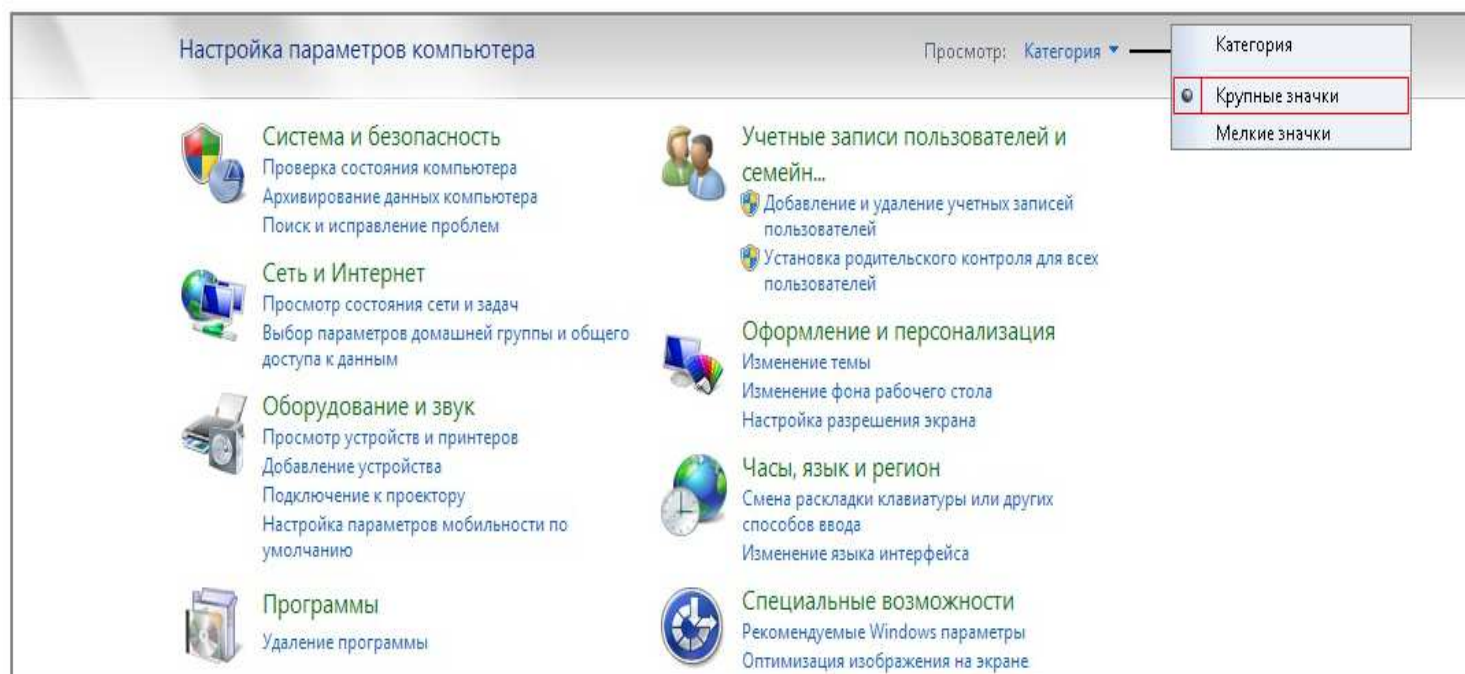 Настройка параметров компьютера
Просмотр: Категория
Категория
Крупные значки
Мелкие значки
Система и безопасность
Проверка состояния компьютера
Архивирование данных компьютера
Поиск и исправление проблем
Сеть и Интернет
Просмотр состояния сети и задач
Выбор параметров домашней группы и общего
доступа к данным
Оборудование и звук
Просмотр устройств и принтеров
Добавление устройства
Подключение к проектору
Настройка параметров мобильности по
умолчанию
Программы
Удаление программы
Учетные записи пользователей и
семейн...
Добавление и удаление учетных записей
пользователей
Установка родительского контроля для всех
пользователей
Оформление и персонализация
Изменение темы
Изменение фона рабочего стола
Настройка разрешения экрана
Часы, язык и регион
Смена раскладки клавиатуры или других
способов ввода
Изменение языка интерфейса
Специальные возможности
Рекомендуемые Windows параметры
Оптимизация изображения на экране